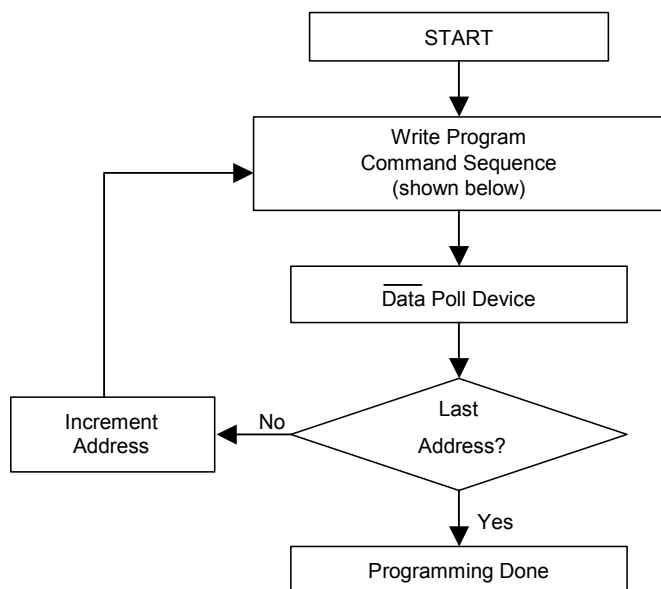 START
Write Program
Command Sequence
(shown below)
Data Poll Device
Last
Address?
No
Increment
Address
Yes
Programming Done